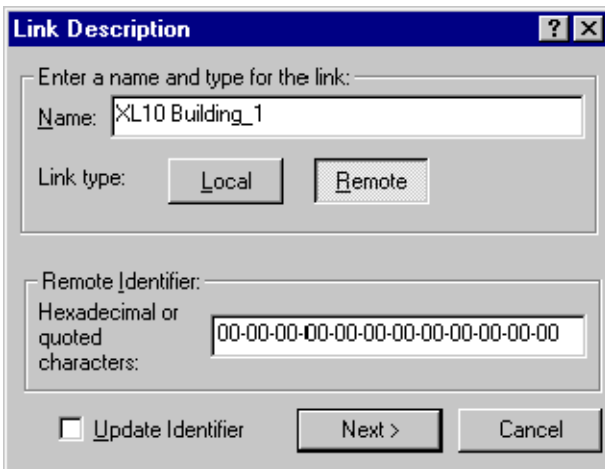 Link Description
Enter a name and type for the link:
Name: XL10 Building_1
Link type: Local Remote
Remote Identifier:
Hexadecimal or
quoted
characters:
00-00-00-00-00-00-00-00-00-00-00-00
Update Identifier Next > Cancel